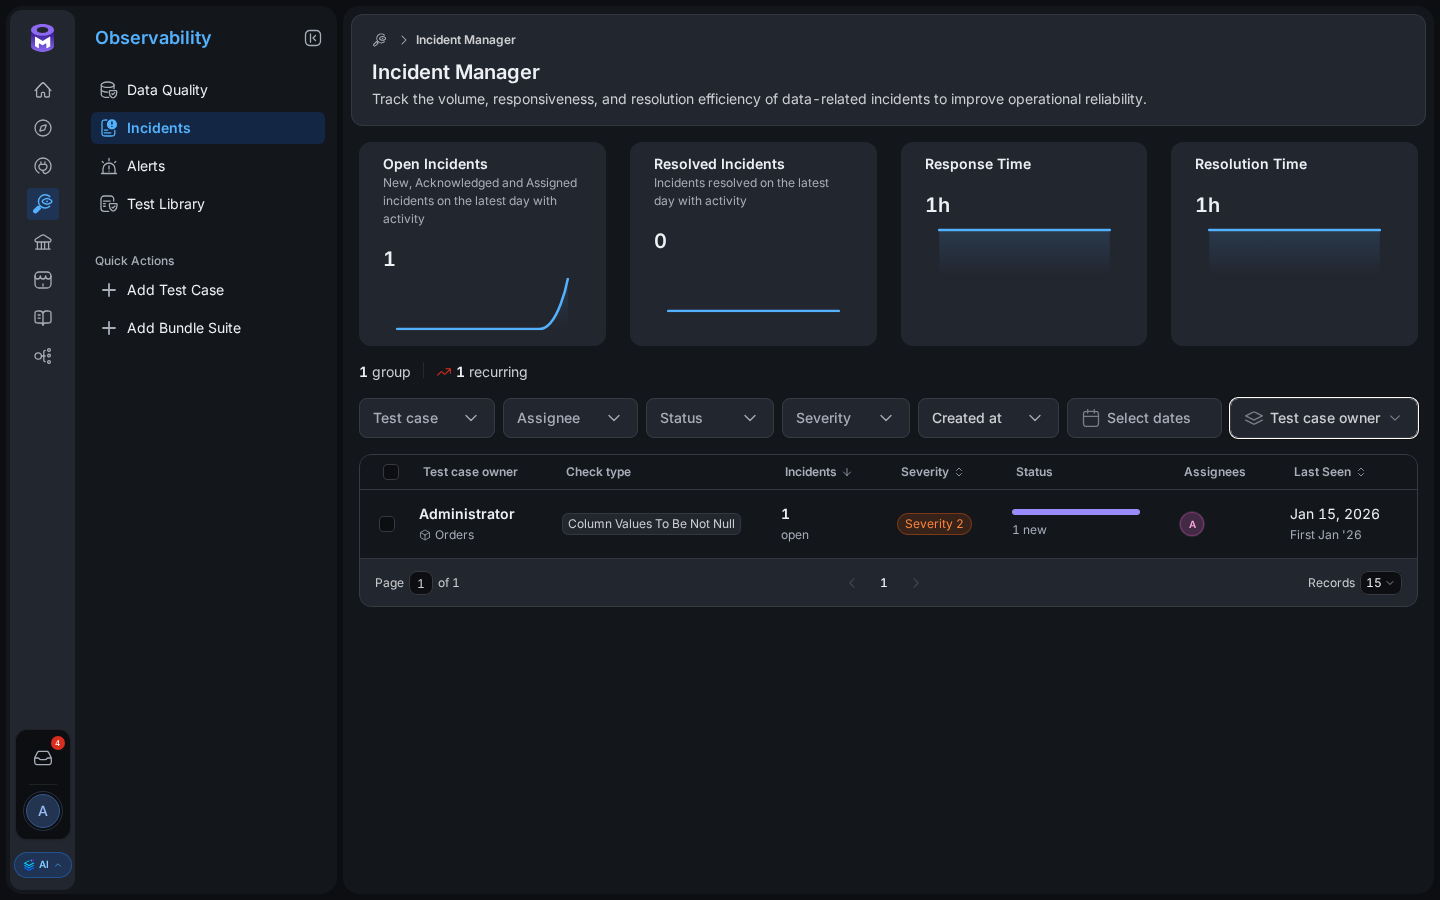 Observability
Data Quality
Incidents
Alerts
Test Library
Quick Actions
Add Test Case
Add Bundle Suite
4
A
AI
Incident Manager
Incident Manager
Track the volume, responsiveness, and resolution efficiency of data-related incidents to improve operational reliability.
Open Incidents
New, Acknowledged and Assigned
incidents on the latest day with
activity
1
Resolved Incidents
Incidents resolved on the latest
day with activity
0
Response Time
1h
Resolution Time
1h
1 group
1 recurring
Test case
Assignee
Status
Severity
Created at
Select dates
Test case owner
Test case owner Check type Incidents Severity Status Assignees Last Seen
Administrator
Orders
Column Values To Be Not Null
1
open
Severity 2
1 new
A
Jan 15, 2026
First Jan '26
Page 1 of 1
1
Records 15